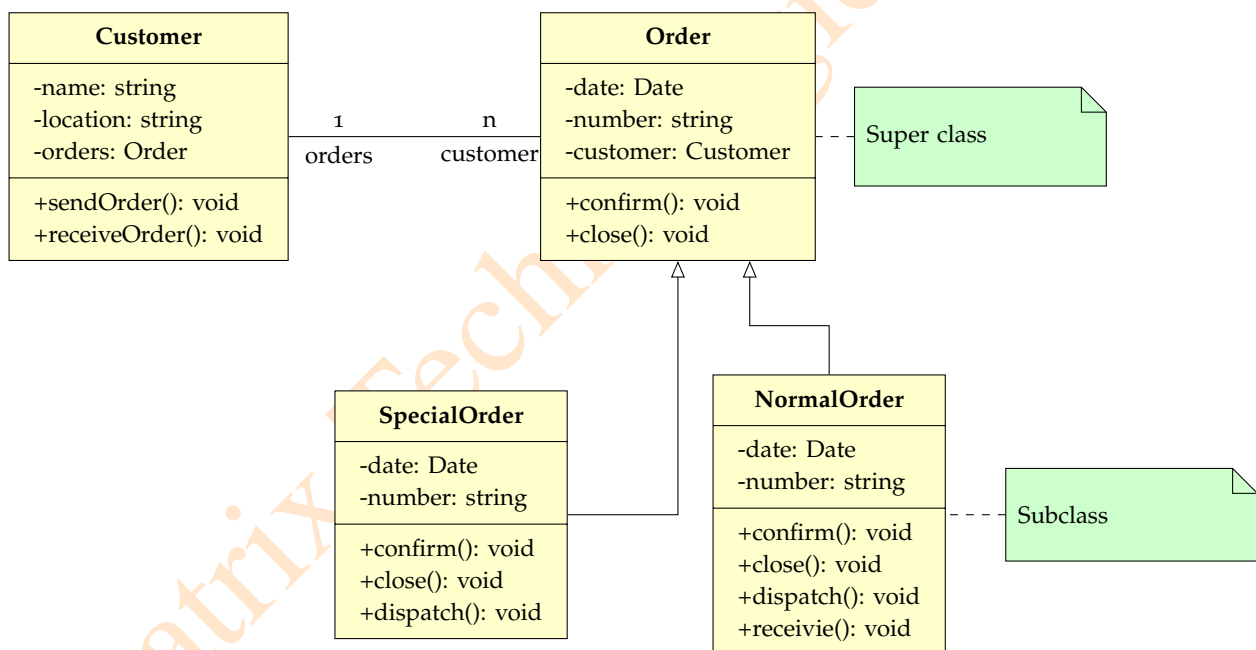 Customer
-name: string
-location: string
-orders: Order
+sendOrder(): void
+receiveOrder(): void
1
orders
n
customer
Order
-date: Date
-number: string
-customer: Customer
+confirm(): void
+close(): void
Super class
SpecialOrder
-date: Date
-number: string
+confirm(): void
+close(): void
+dispatch(): void
NormalOrder
-date: Date
-number: string
+confirm(): void
+close(): void
+dispatch(): void
+receivie(): void
Subclass